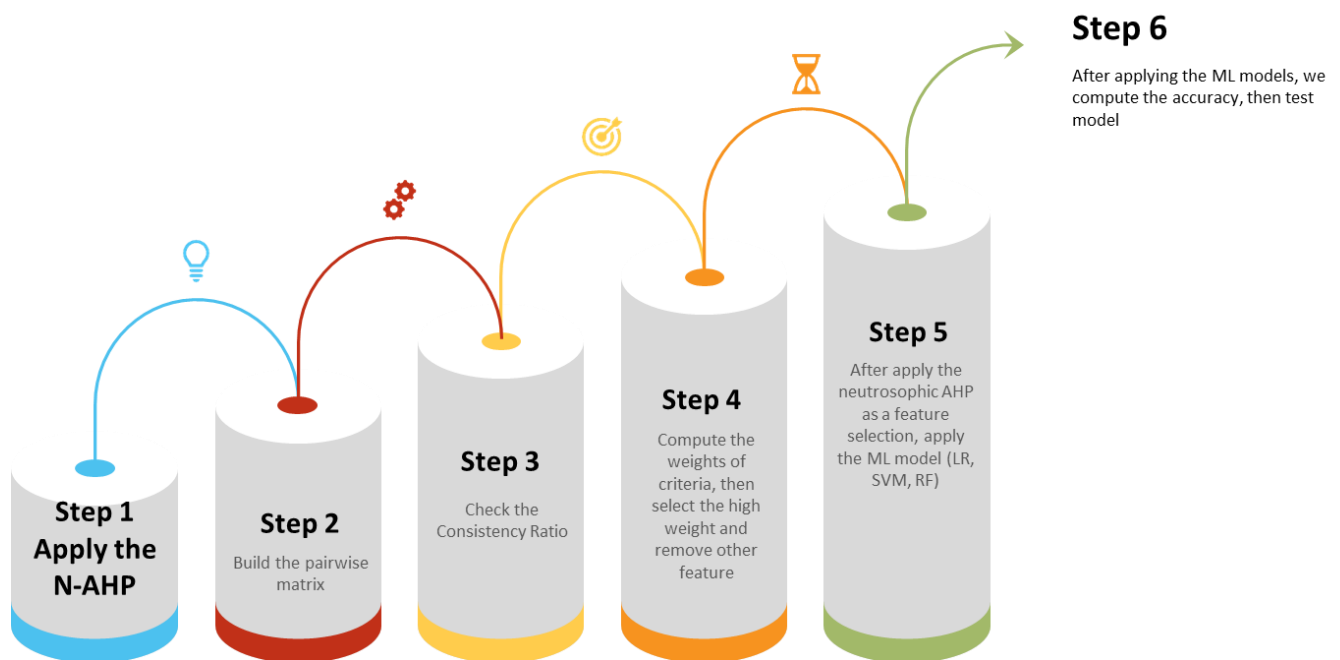 Step 1
Apply the
N-AHP
Step 2
Build the pairwise
matrix
Step 3
Check the
Consistency Ratio
Step 4
Compute the
weights of
criteria, then
select the high
weight and
remove other
feature
Step 5
After apply the
neutrosophic AHP
as a feature
selection, apply
the ML model (LR,
SVM, RF)
Step 6
After applying the ML models, we
compute the accuracy, then test
model